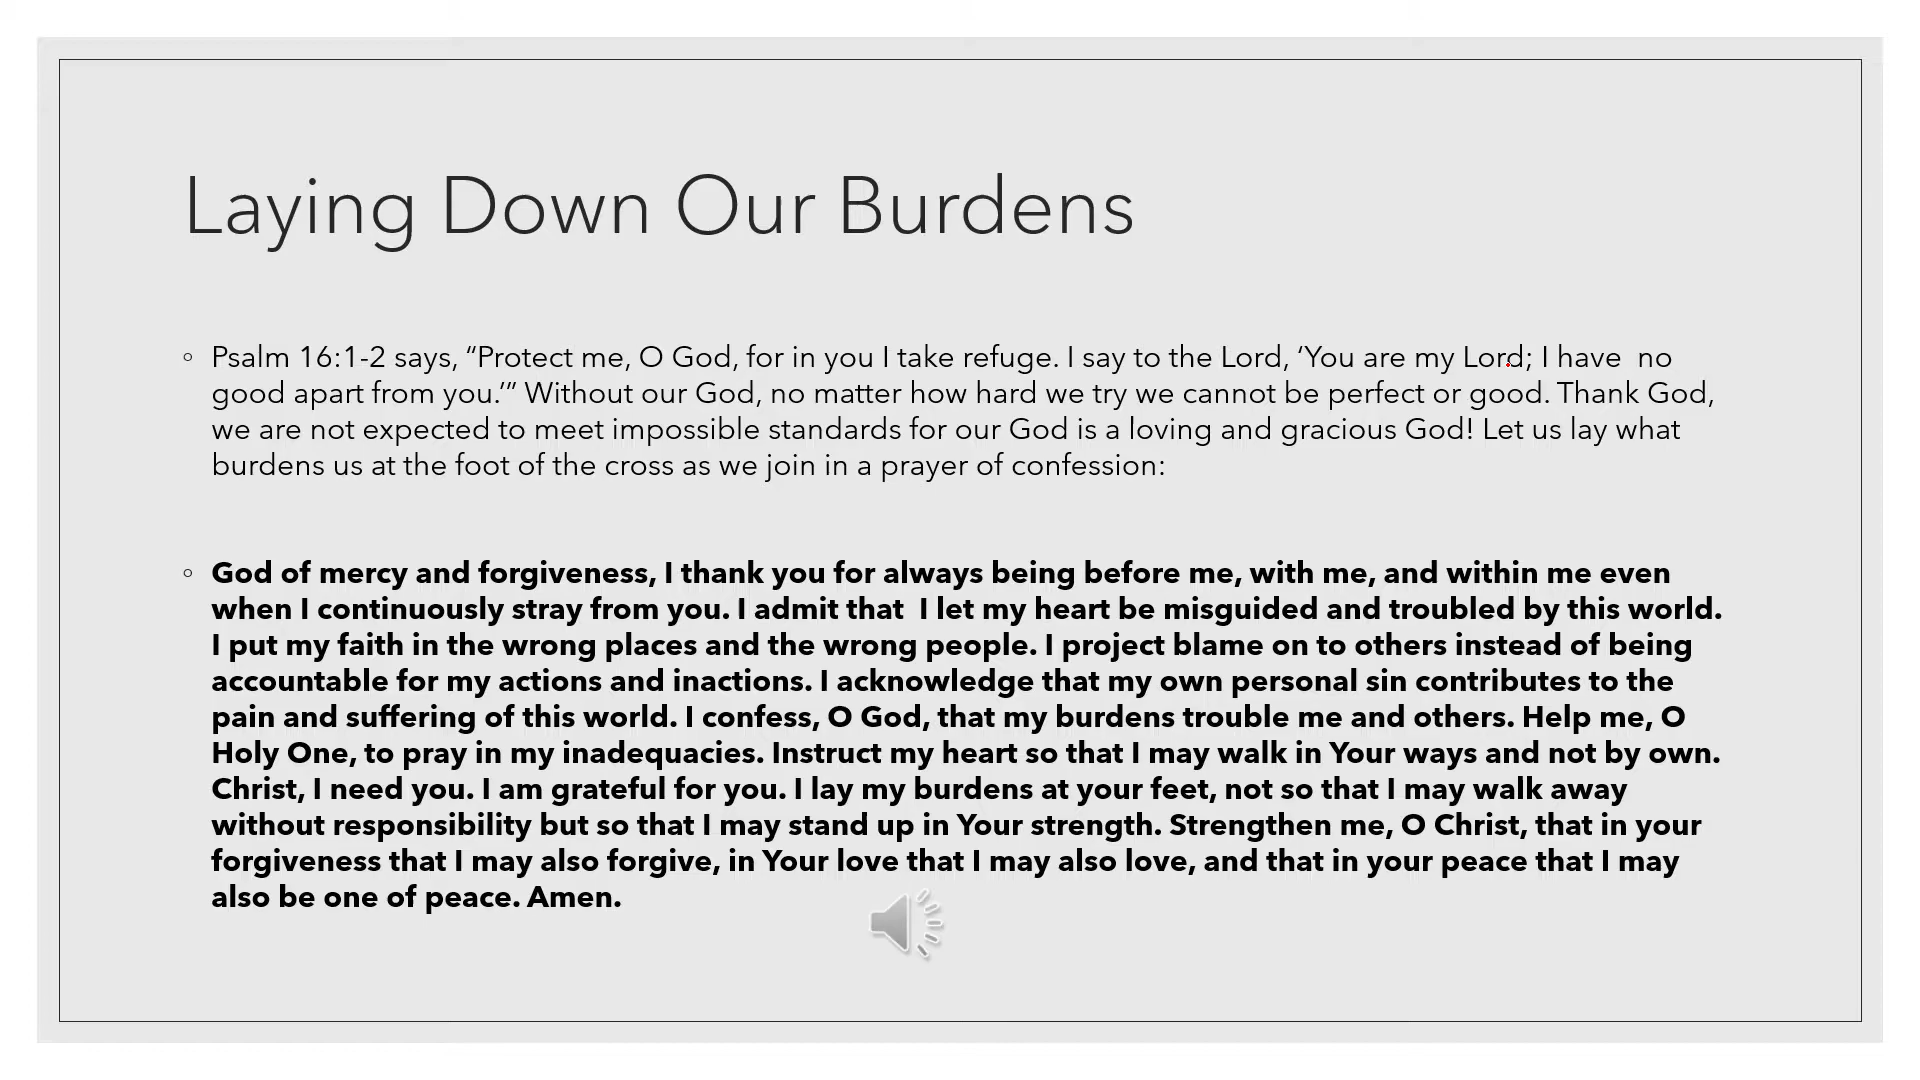 Laying Down Our Burdens
◦ Psalm 16:1-2 says, “Protect me, O God, for in you I take refuge. I say to the Lord, ‘You are my Lord; I have  no
good apart from you.’” Without our God, no matter how hard we try we cannot be perfect or good. Thank God,
we are not expected to meet impossible standards for our God is a loving and gracious God! Let us lay what
burdens us at the foot of the cross as we join in a prayer of confession:
◦ God of mercy and forgiveness, I thank you for always being before me, with me, and within me even
when I continuously stray from you. I admit that  I let my heart be misguided and troubled by this world.
I put my faith in the wrong places and the wrong people. I project blame on to others instead of being
accountable for my actions and inactions. I acknowledge that my own personal sin contributes to the
pain and suffering of this world. I confess, O God, that my burdens trouble me and others. Help me, O
Holy One, to pray in my inadequacies. Instruct my heart so that I may walk in Your ways and not by own.
Christ, I need you. I am grateful for you. I lay my burdens at your feet, not so that I may walk away
without responsibility but so that I may stand up in Your strength. Strengthen me, O Christ, that in your
forgiveness that I may also forgive, in Your love that I may also love, and that in your peace that I may
also be one of peace. Amen.